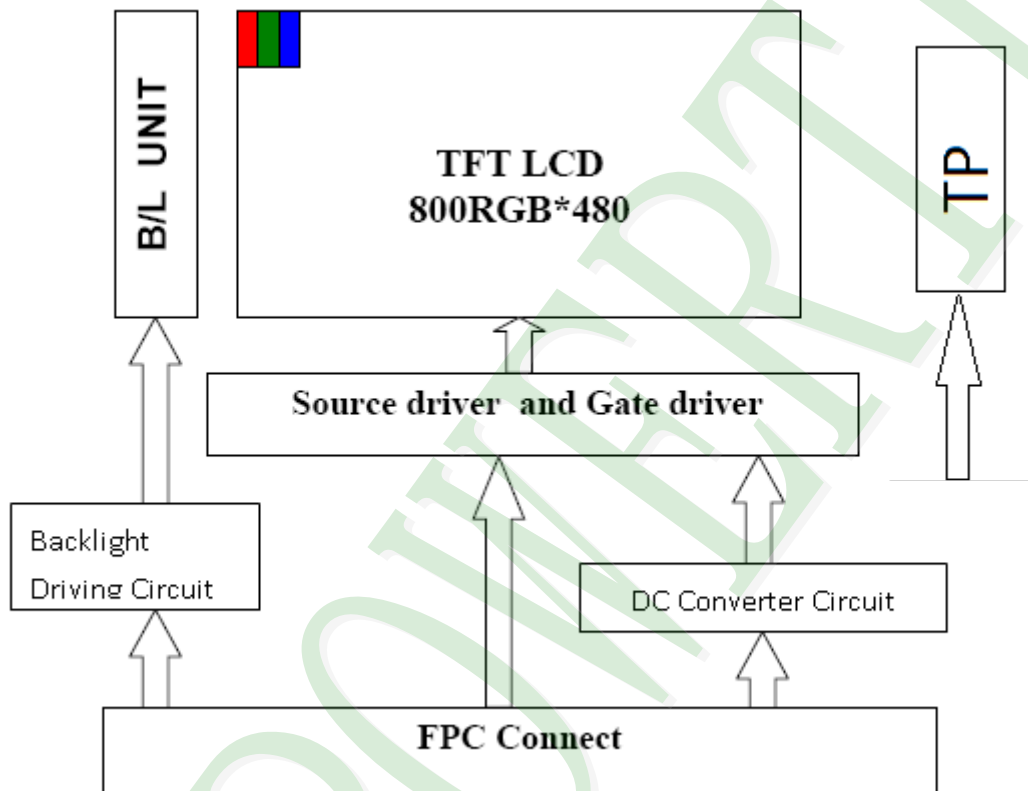 B/L UNIT
TFT LCD
800RGB*480
TP
Source driver and Gate driver
Backlight
Driving Circuit
DC Converter Circuit
FPC Connect